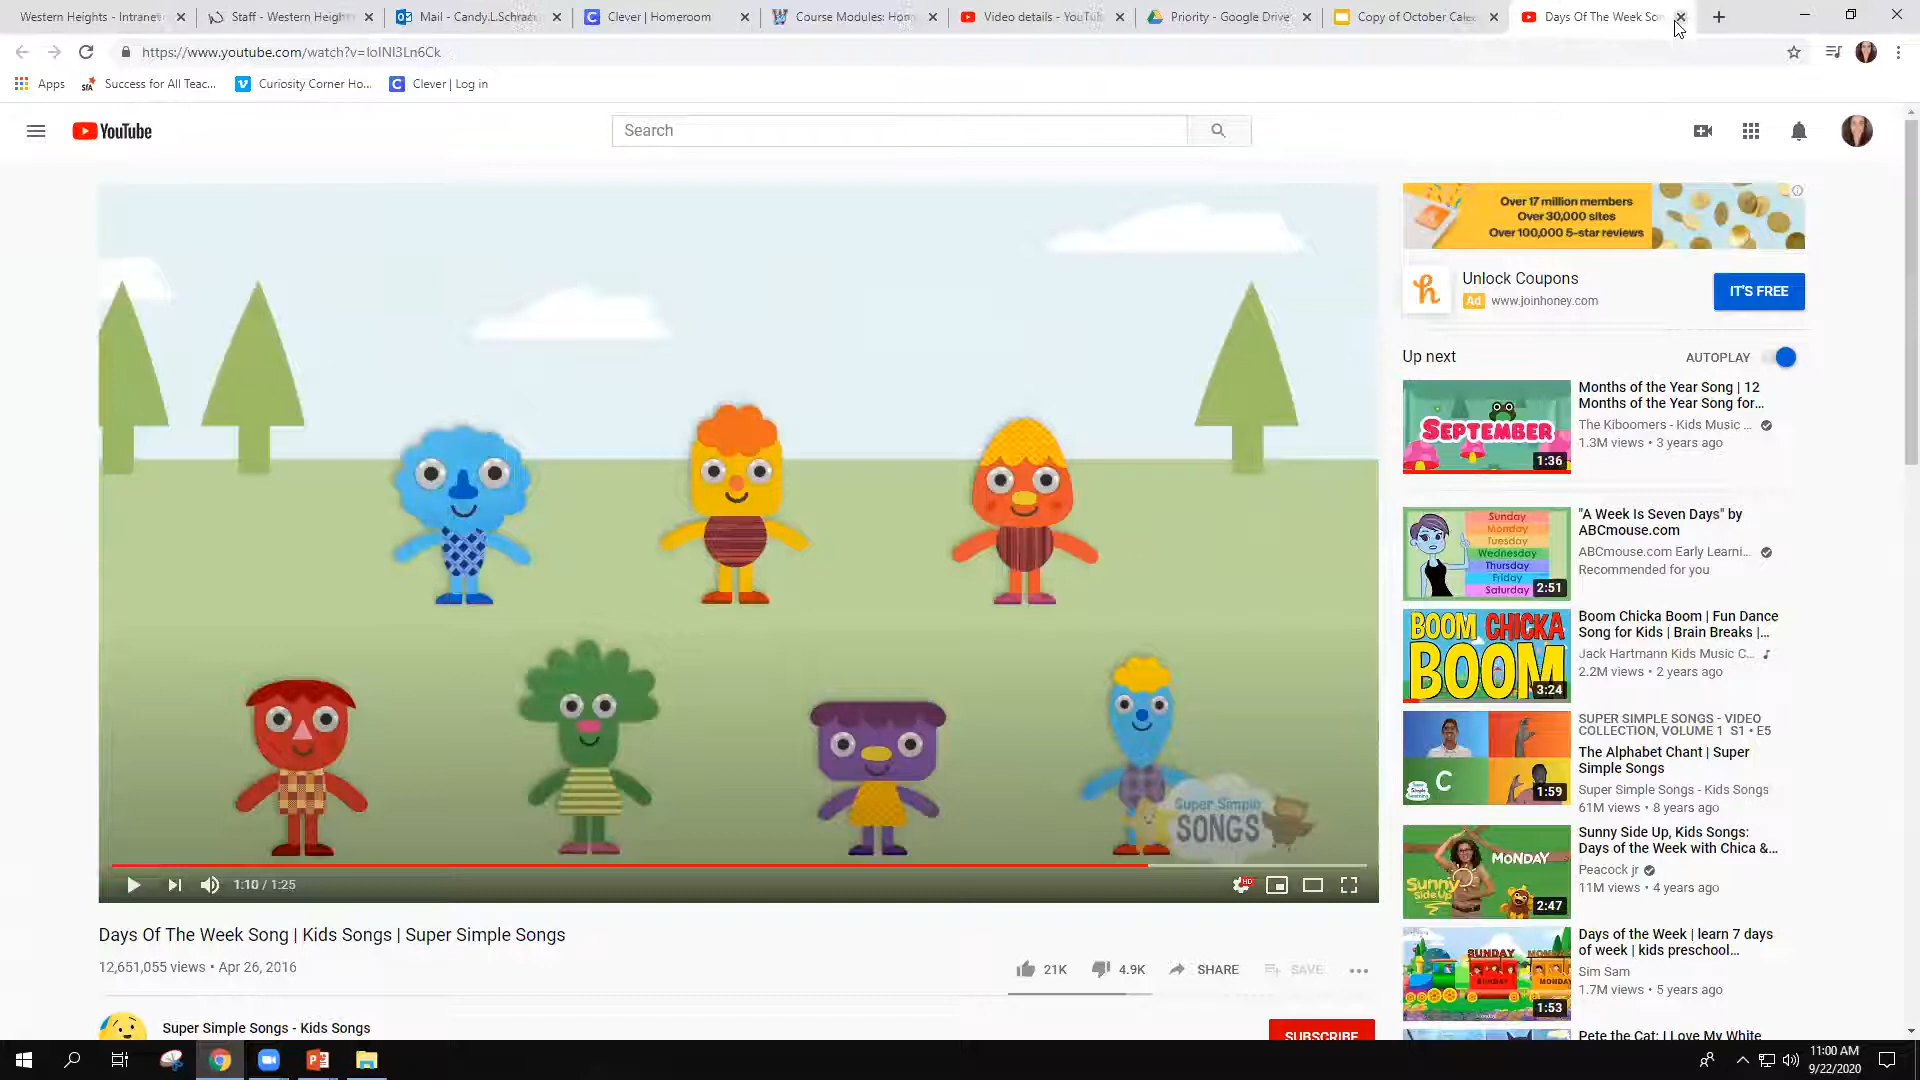 Western Heights - Intranet
Staff - Western Heights
Mail - Candy.L.Schrac
Clever | Homeroom
Course Modules: Hom
Video details - YouTub
Priority - Google Drive
Copy of October Cale
Days Of The Week Son
https://www.youtube.com/watch?v=loINl3Ln6Ck
Apps
Success for All Teac...
Curiosity Corner Ho...
Clever | Log in
YouTube
Search
Over 17 million members
Over 30,000 sites
Over 100,000 5-star reviews
Unlock Coupons
Ad www.joinhoney.com
IT'S FREE
Up next
AUTOPLAY
SEPTEMBER
1:36
Months of the Year Song | 12
Months of the Year Song for...
The Kiboomers - Kids Music ...
1.3M views • 3 years ago
Sunday
Monday
Tuesday
Wednesday
Thursday
Friday
Saturday
2:51
"A Week Is Seven Days" by
ABCmouse.com
ABCmouse.com Early Learni...
Recommended for you
BOOM CHICKA
BOOM
3:24
Boom Chicka Boom | Fun Dance
Song for Kids | Brain Breaks |...
Jack Hartmann Kids Music C...
2.2M views • 2 years ago
C
1:59
SUPER SIMPLE SONGS - VIDEO
COLLECTION, VOLUME 1 S1 • E5
The Alphabet Chant | Super
Simple Songs
Super Simple Songs - Kids Songs
61M views • 8 years ago
MONDAY
Sunny
Side Up
2:47
Sunny Side Up, Kids Songs:
Days of the Week with Chica &...
Peacock jr
11M views • 4 years ago
SUNDAY
MONDAY
1:53
Days of the Week | learn 7 days
of week | kids preschool...
Sim Sam
1.7M views • 5 years ago
Pete the Cat: I Love My White
Super Simple
SONGS
1:10 / 1:25
HD
Days Of The Week Song | Kids Songs | Super Simple Songs
12,651,055 views • Apr 26, 2016
21K
4.9K
SHARE
SAVE
Super Simple Songs - Kids Songs
SUBSCRIBE
11:00 AM
9/22/2020